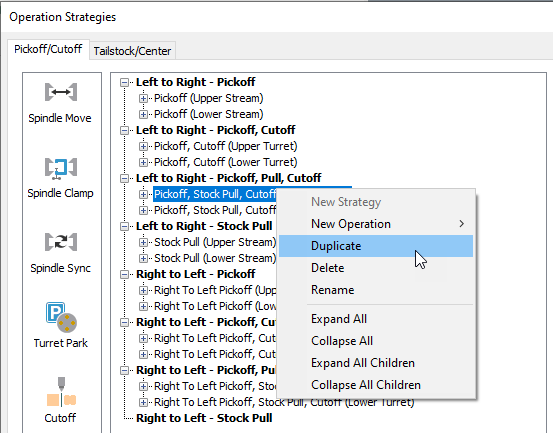 Operation Strategies
Pickoff/Cutoff
Tailstock/Center
Spindle Move
Spindle Clamp
Spindle Sync
P
Turret Park
Cutoff
Left to Right - Pickoff
Pickoff (Upper Stream)
Pickoff (Lower Stream)
Left to Right - Pickoff, Cutoff
Pickoff, Cutoff (Upper Turret)
Pickoff, Cutoff (Lower Turret)
Left to Right - Pickoff, Pull, Cutoff
Pickoff, Stock Pull, Cutoff
Pickoff, Stock Pull, Cutoff
Left to Right - Stock Pull
Stock Pull (Upper Stream)
Stock Pull (Lower Stream)
Right to Left - Pickoff
Right To Left Pickoff (Upp
Right To Left Pickoff (Low
Right to Left - Pickoff, Cut
Right To Left Pickoff, Cut
Right To Left Pickoff, Cut
Right to Left - Pickoff, Pul
Right To Left Pickoff, Stoc
Right To Left Pickoff, Stock Pull, Cutoff (Lower Turret)
Right to Left - Stock Pull
New Strategy
New Operation
Duplicate
Delete
Rename
Expand All
Collapse All
Expand All Children
Collapse All Children